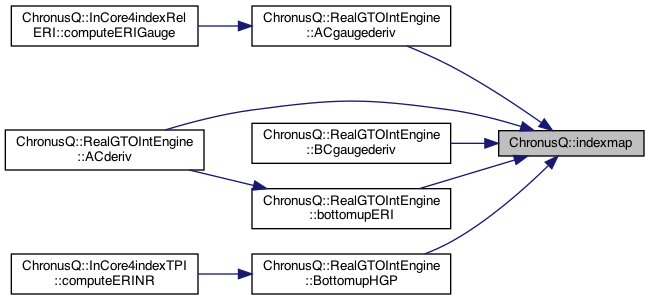 ChronusQ::InCore4indexRel
ERI::computeERIGauge
ChronusQ::RealGTOIntEngine
::ACgaugederiv
ChronusQ::RealGTOIntEngine
::ACderiv
ChronusQ::RealGTOIntEngine
::BCgaugederiv
ChronusQ::indexmap
ChronusQ::RealGTOIntEngine
::bottomupERI
ChronusQ::InCore4indexTPI
::computeERINR
ChronusQ::RealGTOIntEngine
::BottomupHGP